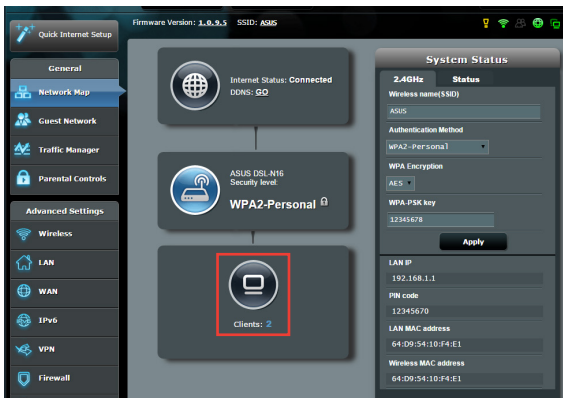 Quick Internet Setup
General
Network Map
Guest Network
Traffic Manager
Parental Controls
Advanced Settings
Wireless
LAN
WAN
IPv6
VPN
Firewall
Firmware Version: 1.0.9.5 SSID: ASUS
Internet Status: Connected
DDNS: GO
ASUS DSL-N16
Security level:
WPA2-Personal
Clients: 2
System Status
2.4GHz Status
Wireless name(SSID)
ASUS
Authentication Method
WPA2-Personal
WPA Encryption
AES
WPA-PSK key
12345678
Apply
LAN IP
192.168.1.1
PIN code
12345670
LAN MAC address
64:D9:54:10:F4:E1
Wireless MAC address
64:D9:54:10:F4:E1